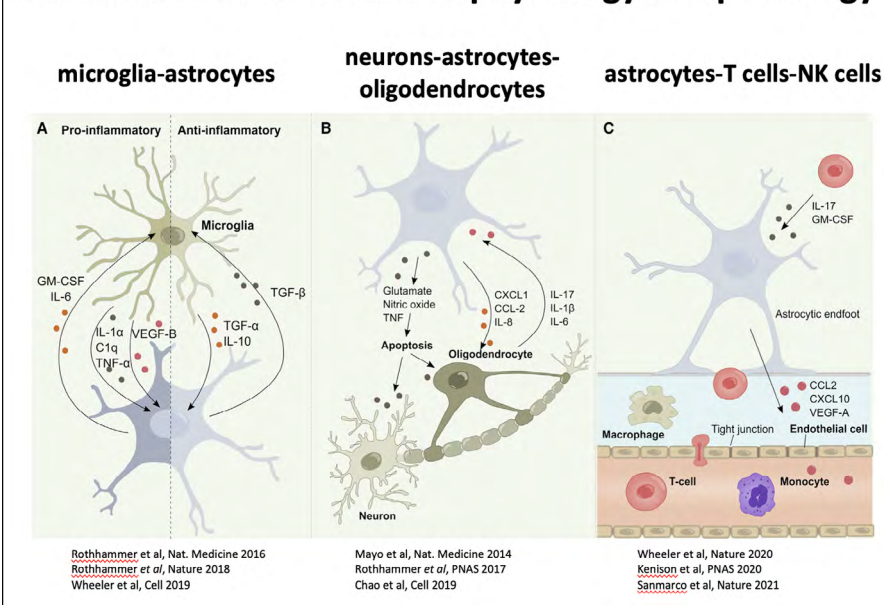 microglia-astrocytes
neurons-astrocytes-
oligodendrocytes
astrocytes-T cells-NK cells
A
Pro-inflammatory
Anti-inflammatory
Microglia
GM-CSF
IL-6
TGF-β
IL-1α
C1q
TNF-α
VEGF-B
TGF-α
IL-10
B
Glutamate
Nitric oxide
TNF
Apoptosis
CXCL1
CCL-2
IL-8
IL-17
IL-1β
IL-6
Oligodendrocyte
Neuron
C
IL-17
GM-CSF
Astrocytic endfoot
CCL2
CXCL10
VEGF-A
Macrophage
Tight junction
Endothelial cell
T-cell
Monocyte
Rothhammer et al, Nat. Medicine 2016
Rothhammer et al, Nature 2018
Wheeler et al, Cell 2019
Mayo et al, Nat. Medicine 2014
Rothhammer et al, PNAS 2017
Chao et al, Cell 2019
Wheeler et al, Nature 2020
Kenison et al, PNAS 2020
Sanmarco et al, Nature 2021